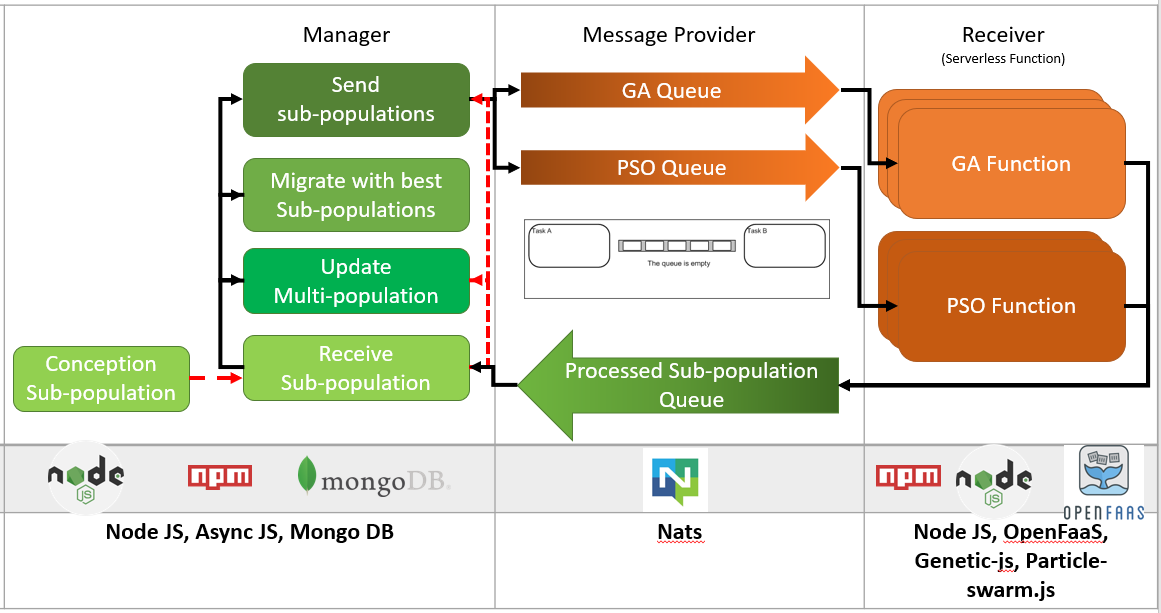 Manager
Message Provider
Receiver
(Serverless Function)
Send
sub-populations
Migrate with best
Sub-populations
Update
Multi-population
Receive
Sub-population
Conception
Sub-population
GA Queue
PSO Queue
Task A
Task B
The queue is empty
Processed Sub-population
Queue
GA Function
PSO Function
node
JS
npm
mongoDB.
N
npm
node
JS
OPENFAAS
Node JS, Async JS, Mongo DB
Nats
Node JS, OpenFaaS,
Genetic-js, Particle-
swarm.js